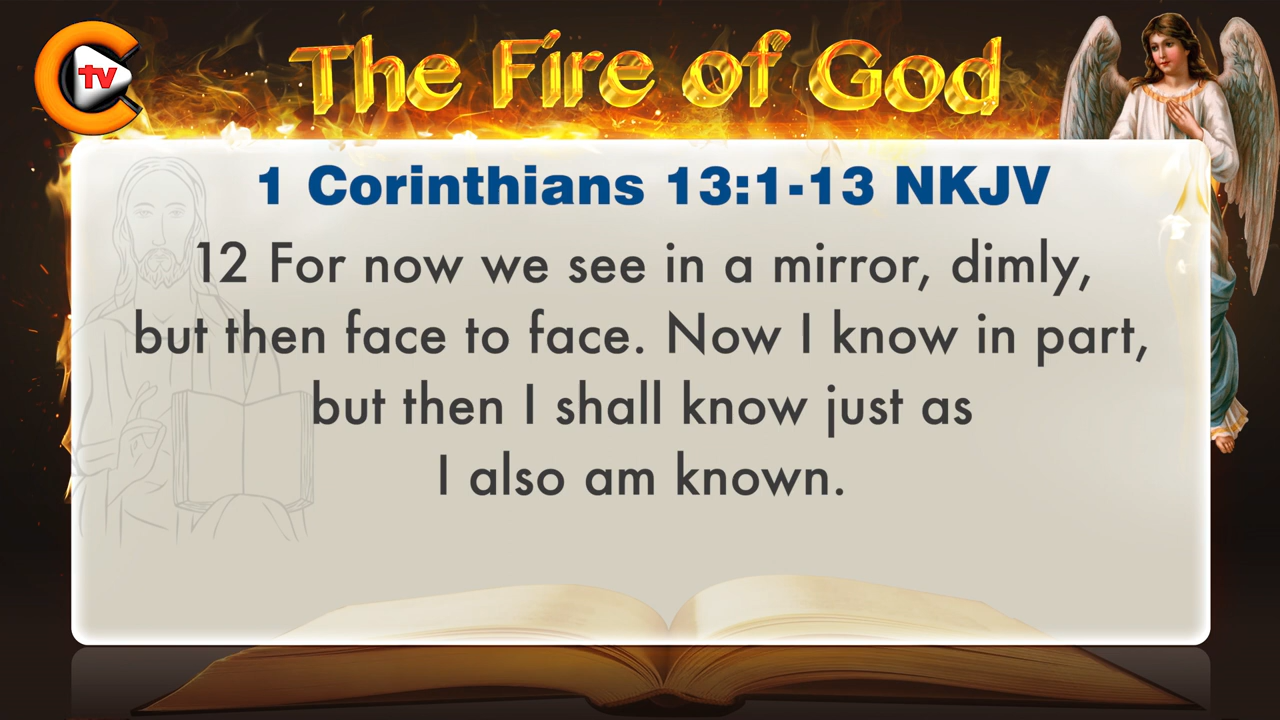 tv
The Fire of God
1 Corinthians 13:1-13 NKJV
12 For now we see in a mirror, dimly,
but then face to face. Now I know in part,
but then I shall know just as
I also am known.